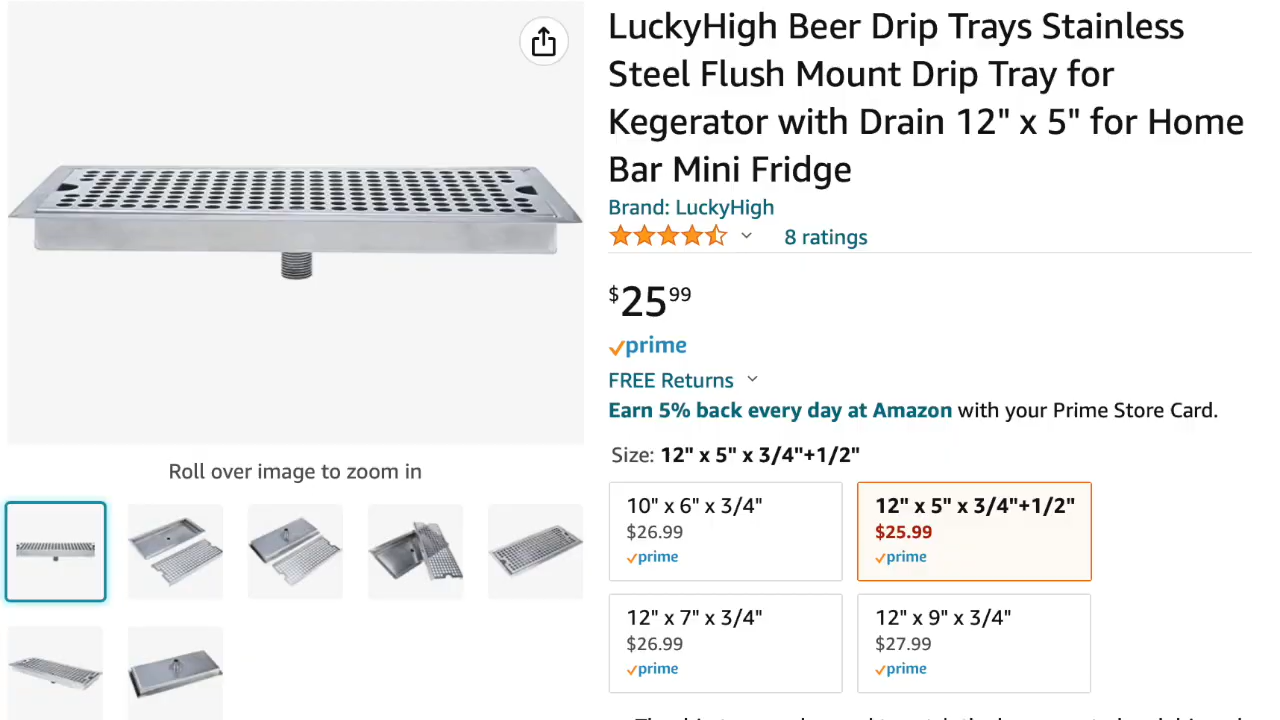 LuckyHigh Beer Drip Trays Stainless
Steel Flush Mount Drip Tray for
Kegerator with Drain 12" x 5" for Home
Bar Mini Fridge
Brand: LuckyHigh
8 ratings
$25.99
prime
FREE Returns
Earn 5% back every day at Amazon with your Prime Store Card.
Size: 12" x 5" x 3/4"+1/2"
10" x 6" x 3/4"
$26.99
prime
12" x 5" x 3/4"+1/2"
$25.99
prime
12" x 7" x 3/4"
$26.99
prime
12" x 9" x 3/4"
$27.99
prime
Roll over image to zoom in